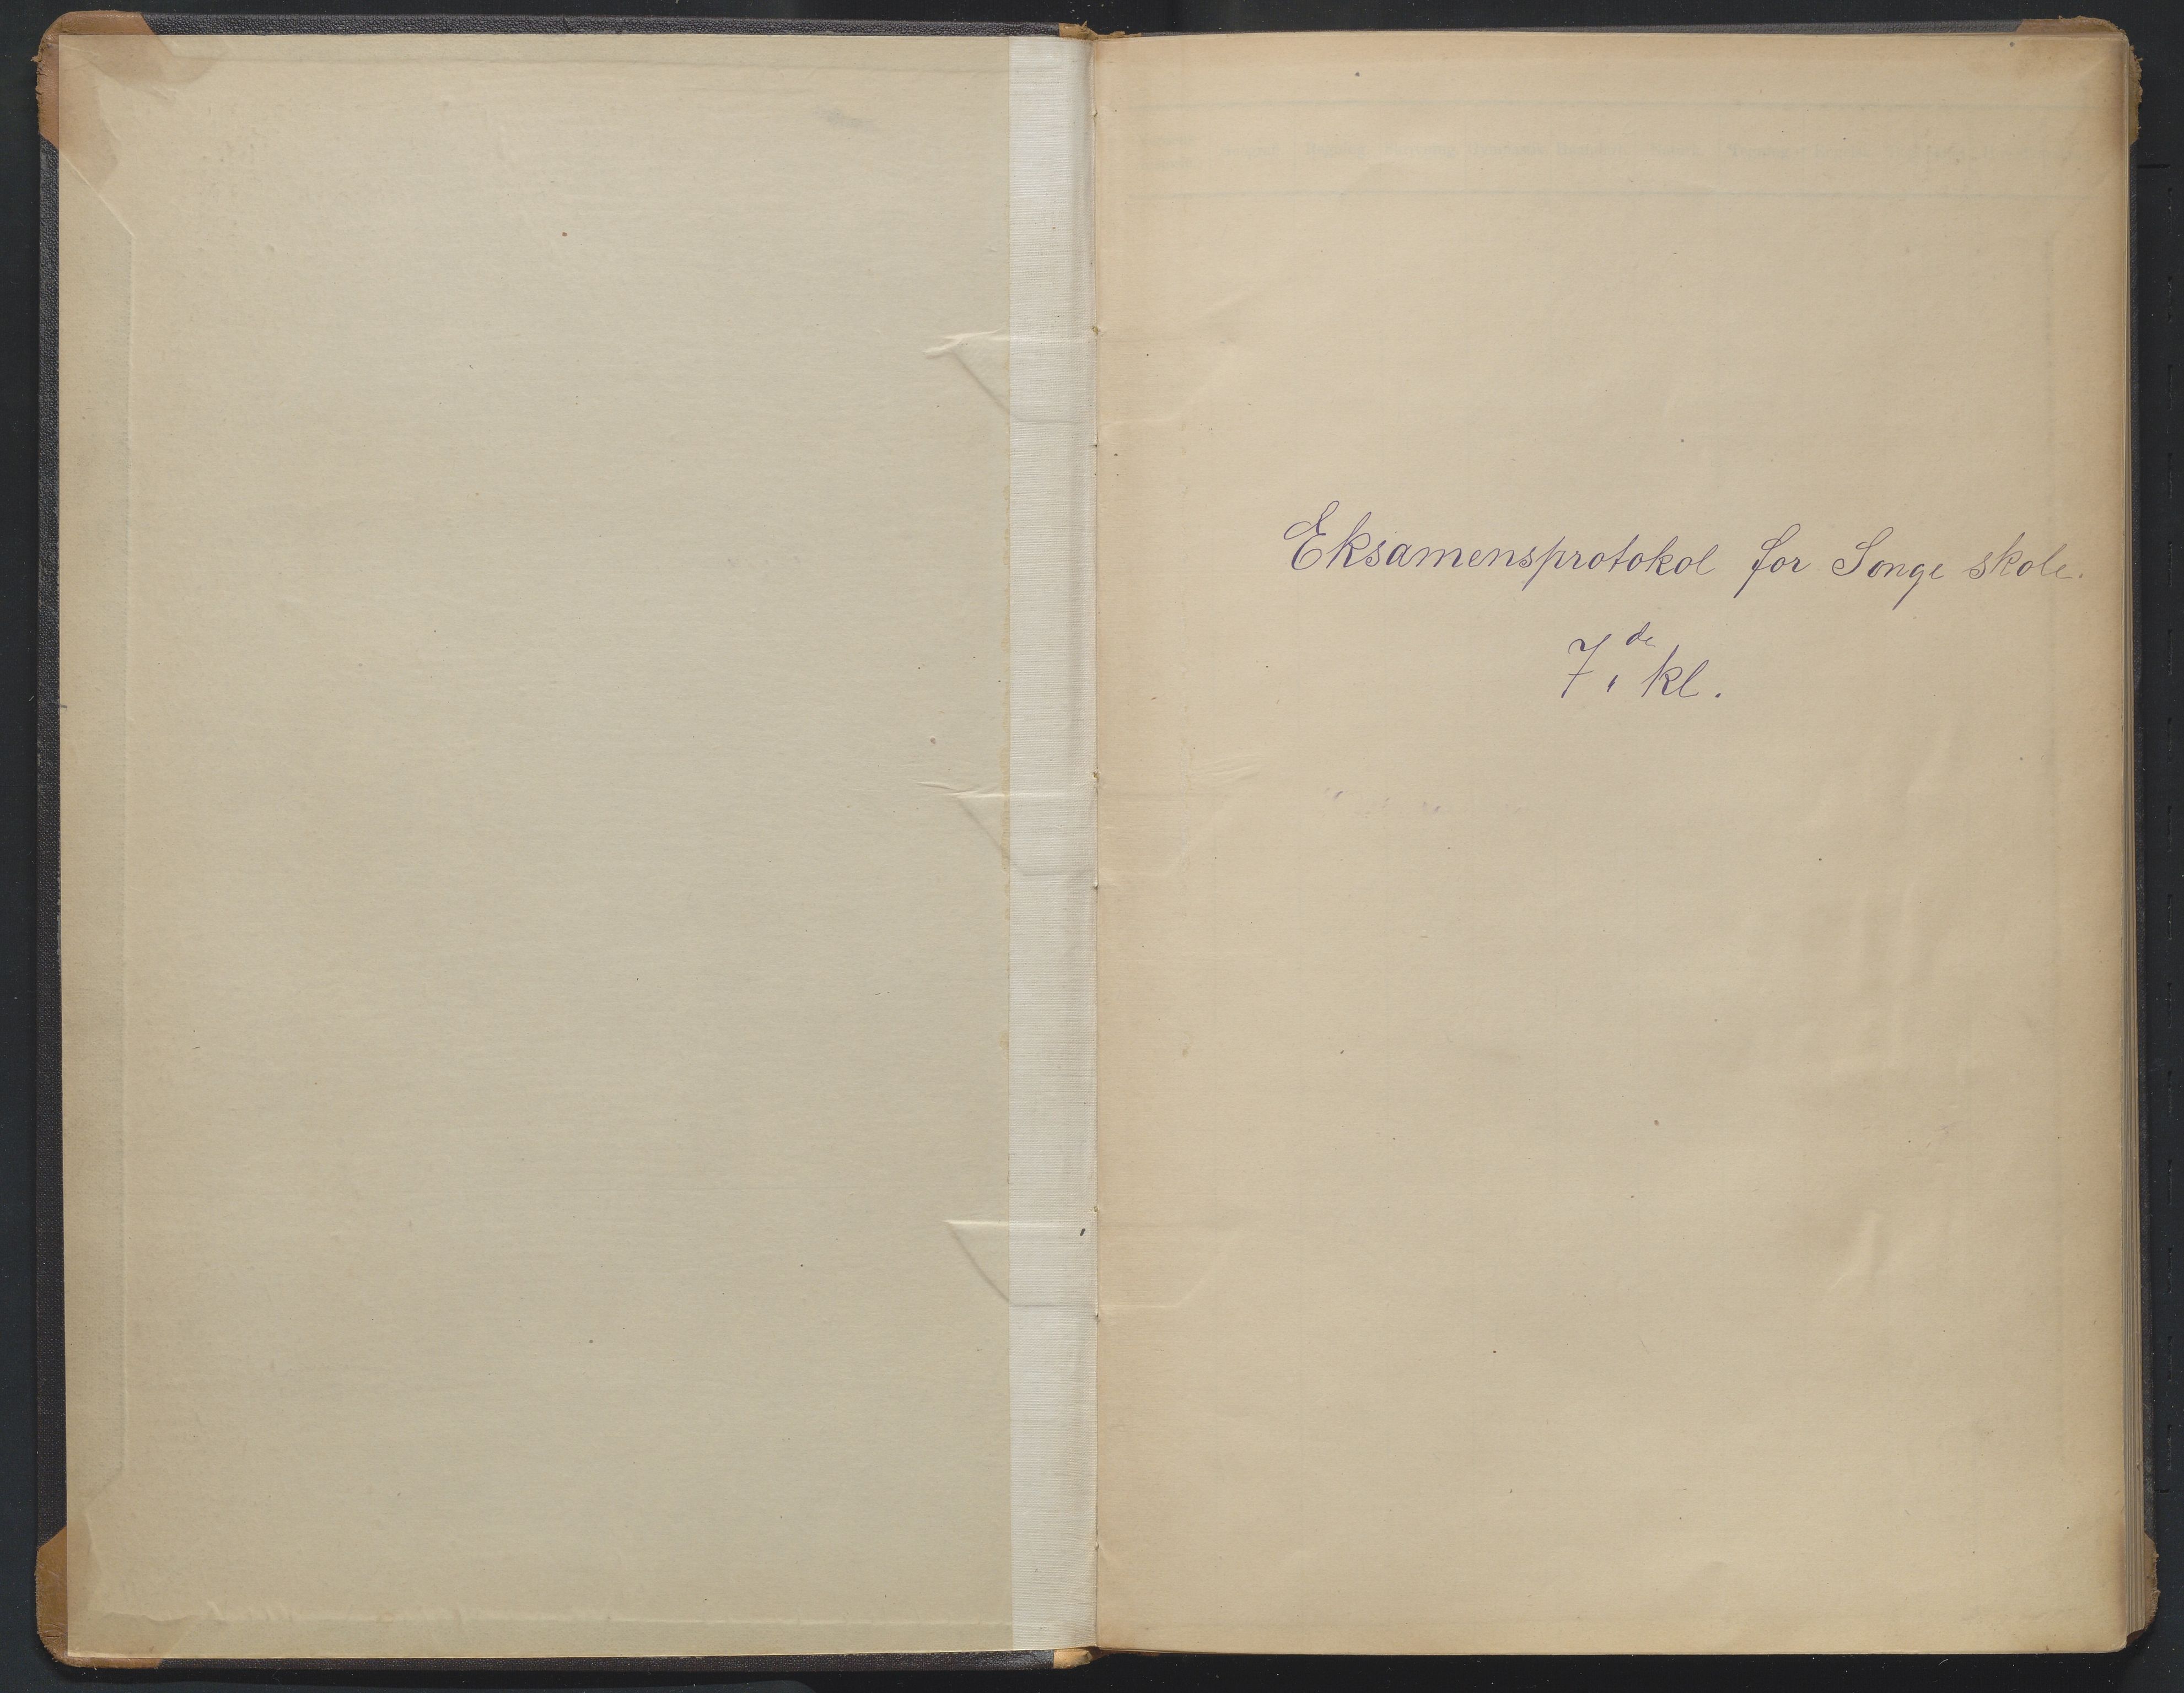 Eksamensprotokol for Songe skole.
7de kl.